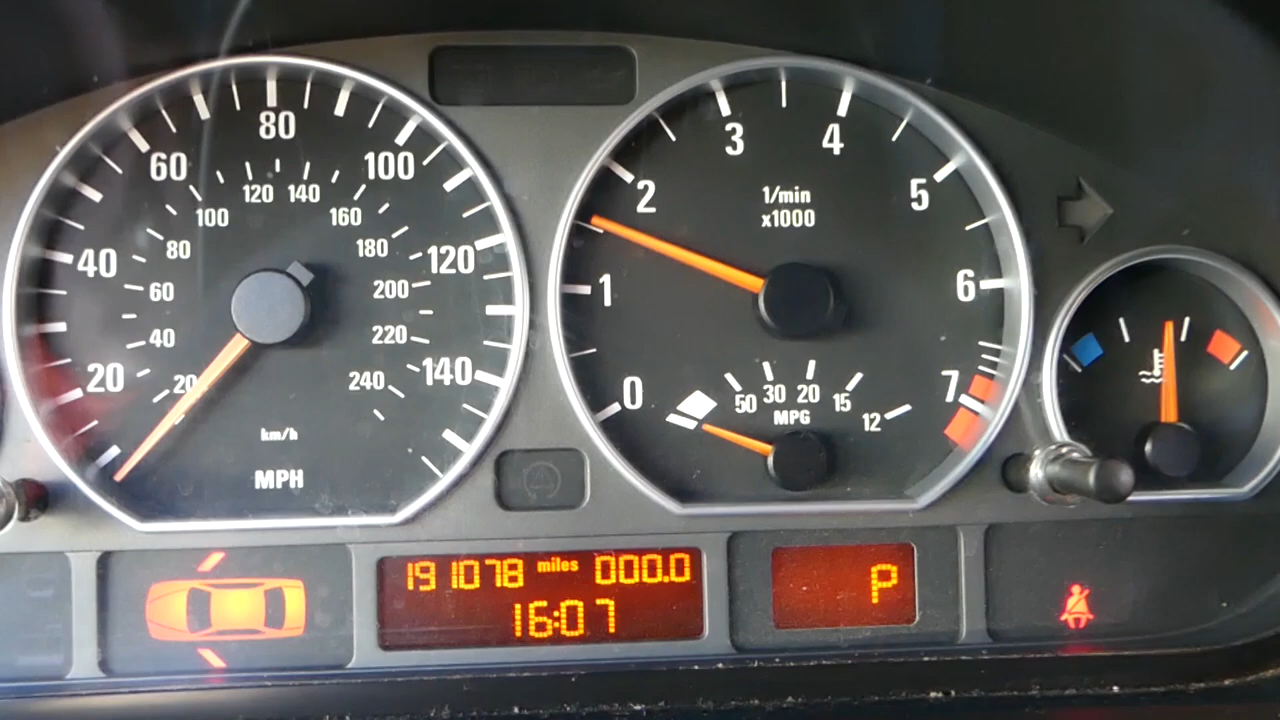 20 40 60 80 100 120 140
20 40 60 80 100 120 140 160 180 200 220 240
km/h
MPH
0 1 2 3 4 5 6 7
1/min
x1000
50 30 20 15 12
MPG
191078 miles 000.0
16:07
P